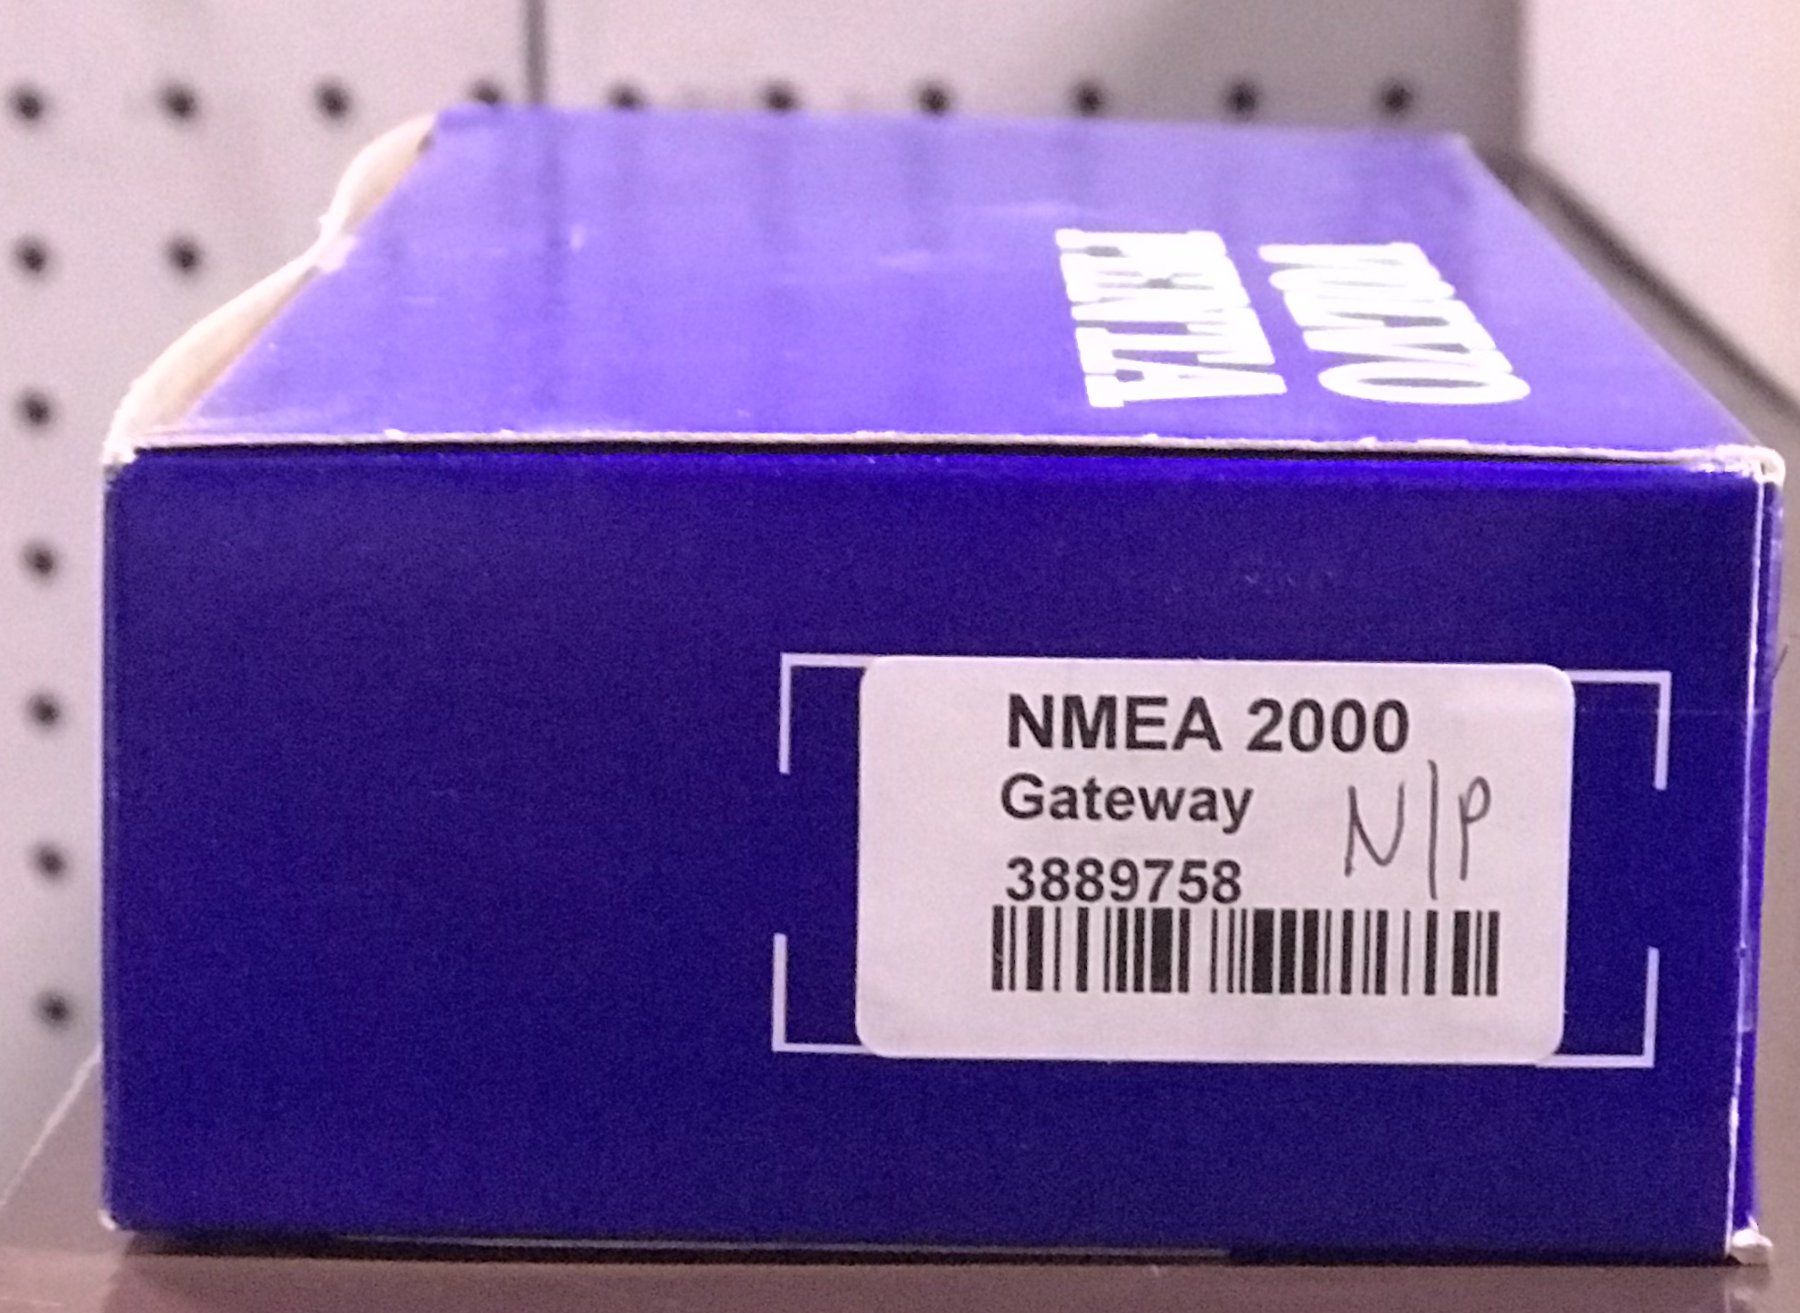 VOLVO
PENTA
NMEA 2000
Gateway
N/P
3889758